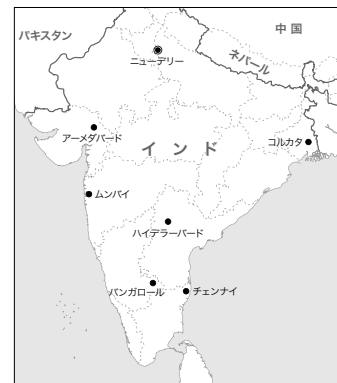 中国
パキスタン
ネパール
ニューデリー
アーメダバード
インド
コルカタ
ムンバイ
ハイデラーバード
バンガロール
チェンナイ